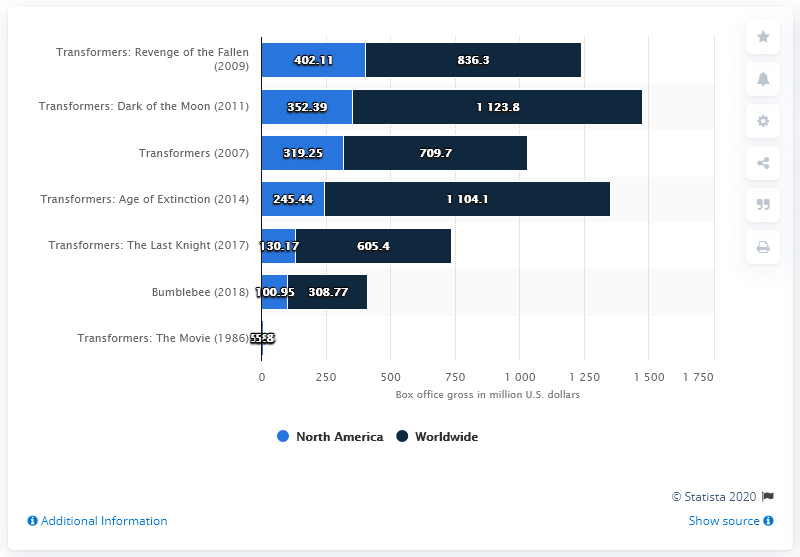 Transformers: Revenge of the Fallen
(2009)
402.11
836.3
Transformers: Dark of the Moon (2011)
352.39
1 123.8
Transformers (2007)
319.25
709.7
Transformers: Age of Extinction (2014)
245.44
1 104.1
Transformers: The Last Knight (2017)
130.17
605.4
Bumblebee (2018)
100.95
308.77
Transformers: The Movie (1986)
0
250
500
750
1 000
1 250
1 500
1 750
Box office gross in million U.S. dollars
North America
Worldwide
© Statista 2020
Additional Information
Show source